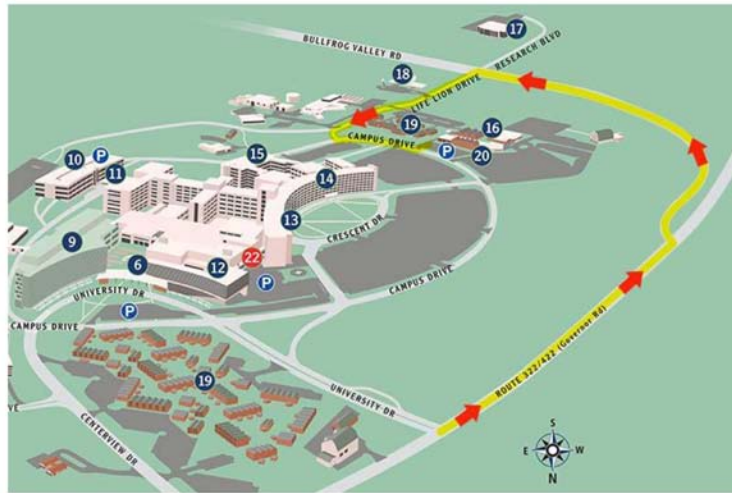 17
BULLFROG VALLEY RD
RESEARCH BLVD
18
LIFE LION DRIVE
19
16
CAMPUS DRIVE
P
20
10
P
15
11
14
13
CRESCENT DR
9
22
6
12
P
UNIVERSITY DR
P
CAMPUS DRIVE
CAMPUS DRIVE
ROUTE 322/422 (Governor Rd)
19
UNIVERSITY DR
VE
CENTERVIEW DR
S
E
W
N